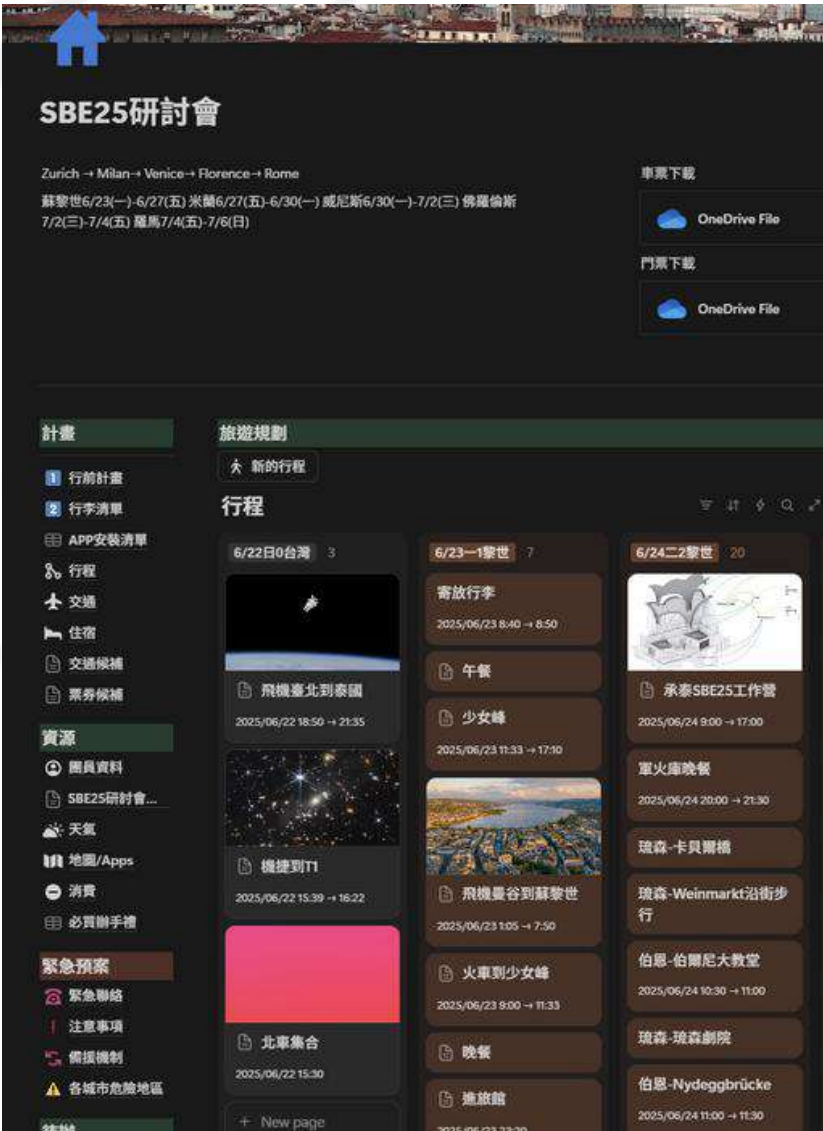 SBE25研討會
Zurich → Milan→ Venice→ Florence→ Rome
蘇黎世6/23(一)-6/27(五) 米蘭6/27(五)-6/30(一) 威尼斯6/30(一)-7/2(三) 佛羅倫斯
7/2(三)-7/4(五) 羅馬7/4(五)-7/6(日)
車票下載
OneDrive File
門票下載
OneDrive File
計畫
1 行前計畫
2 行李清單
APP安裝清單
行程
交通
住宿
交通候補
票券候補
資源
團員資料
SBE25研討會...
天氣
地圖/Apps
消費
必買辦手禮
緊急預案
緊急聯絡
注意事項
備援機制
各城市危險地區
旅遊規劃
新的行程
行程
6/22日0台灣 3
飛機臺北到泰國
2025/06/22 18:50 → 21:35
機捷到T1
2025/06/22 15:39 → 16:22
北車集合
2025/06/22 15:30
+ New page
6/23一1黎世 7
寄放行李
2025/06/23 8:40 → 8:50
午餐
少女峰
2025/06/23 11:33 → 17:10
飛機曼谷到蘇黎世
2025/06/23 1:05 → 7:50
火車到少女峰
2025/06/23 9:00 → 11:33
晚餐
進旅館
6/24二2黎世 20
承泰SBE25工作營
2025/06/24 9:00 → 17:00
軍火庫晚餐
2025/06/24 20:00 → 21:30
琉森-卡貝爾橋
琉森-Weinmarkt沿街步
行
伯恩-伯爾尼大教堂
2025/06/24 10:30 → 11:00
琉森-琉森劇院
伯恩-Nydeggbrücke
2025/06/24 11:00 → 11:30